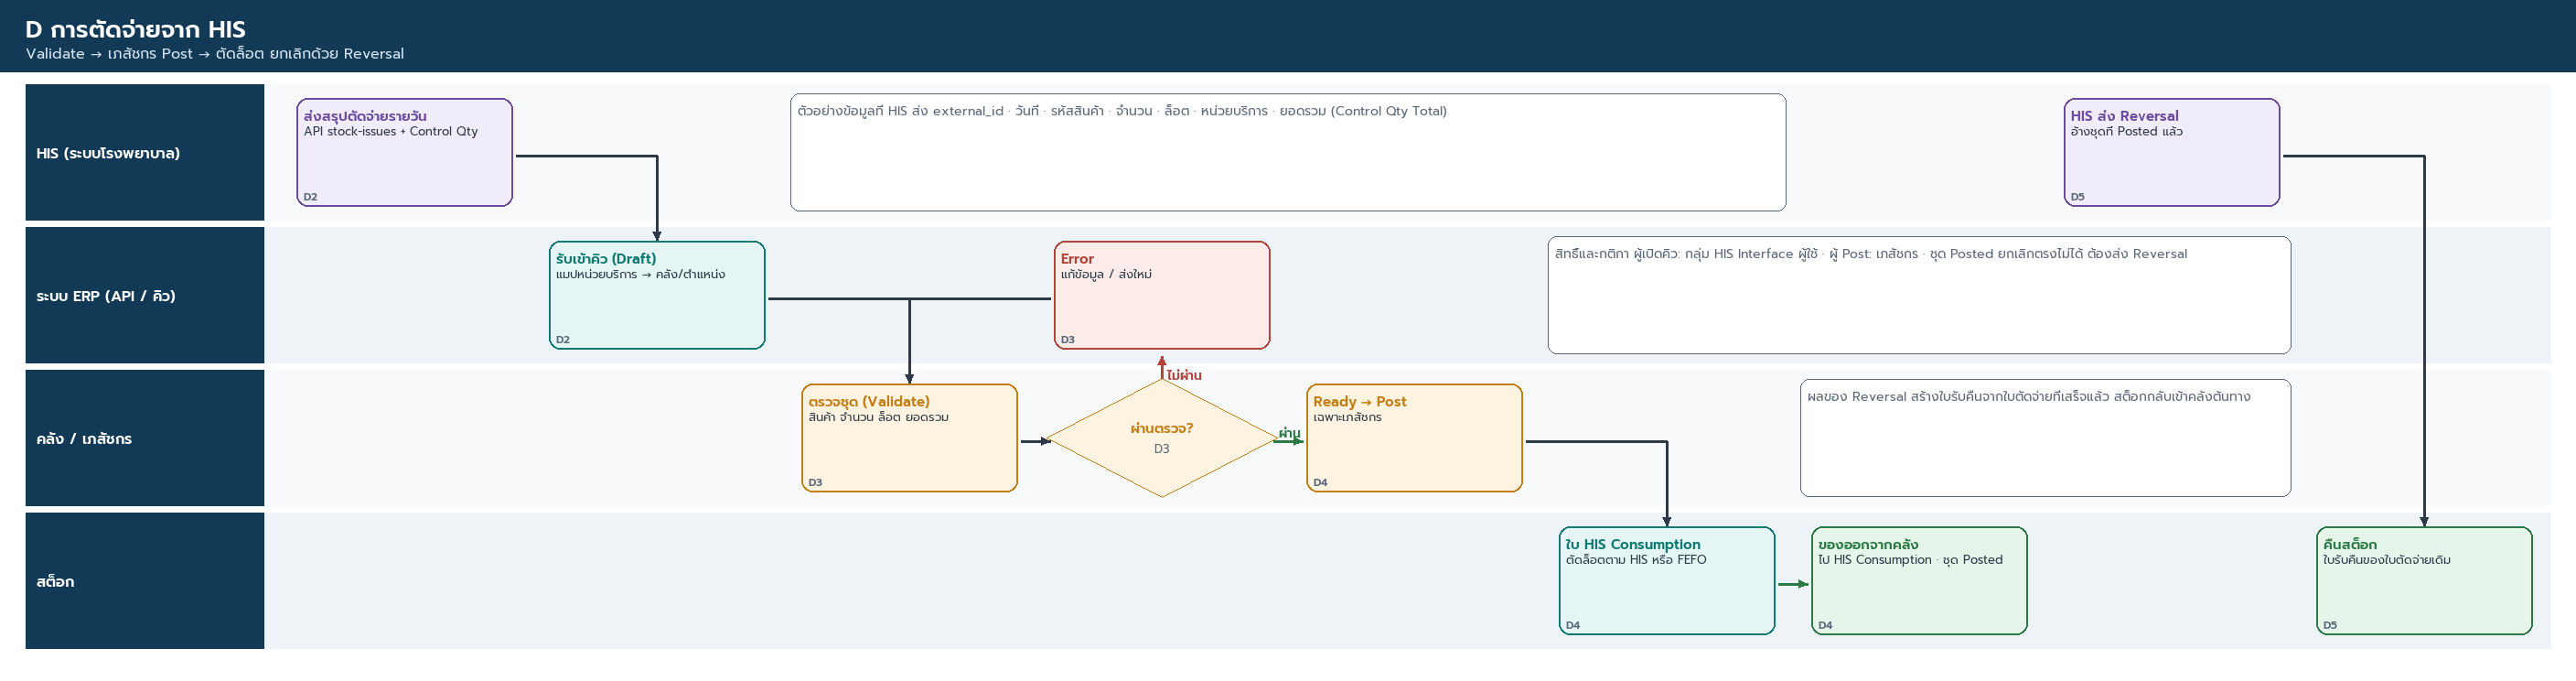 D การตัดจ่ายจาก HIS
Validate → เภสัชกร Post → ตัดล็อต ยกเลิกด้วย Reversal
HIS (ระบบโรงพยาบาล)
ส่งสรุปตัดจ่ายรายวัน
API stock-issues + Control Qty
D2
ตัวอย่างข้อมูลที่ HIS ส่ง external_id · วันที่ · รหัสสินค้า · จำนวน · ล็อต · หน่วยบริการ · ยอดรวม (Control Qty Total)
HIS ส่ง Reversal
อ้างชุดที่ Posted แล้ว
D5
ระบบ ERP (API / คิว)
รับเข้าคิว (Draft)
แมปหน่วยบริการ → คลัง/ตำแหน่ง
D2
Error
แก้ข้อมูล / ส่งใหม่
D3
สิทธิ์และกติกา ผู้เปิดคิว: กลุ่ม HIS Interface ผู้ใช้ · ผู้ Post: เภสัชกร · ชุด Posted ยกเลิกตรงไม่ได้ ต้องส่ง Reversal
คลัง / เภสัชกร
ตรวจชุด (Validate)
สินค้า จำนวน ล็อต ยอดรวม
D3
ไม่ผ่าน
ผ่านตรวจ?
D3
ผ่าน
Ready → Post
เฉพาะเภสัชกร
D4
ผลของ Reversal สร้างใบรับคืนจากใบตัดจ่ายที่เสร็จแล้ว สต็อกกลับเข้าคลังต้นทาง
สต็อก
ใบ HIS Consumption
ตัดล็อตตาม HIS หรือ FEFO
D4
ของออกจากคลัง
ไป HIS Consumption · ชุด Posted
D4
คืนสต็อก
ใบรับคืนของใบตัดจ่ายเดิม
D5